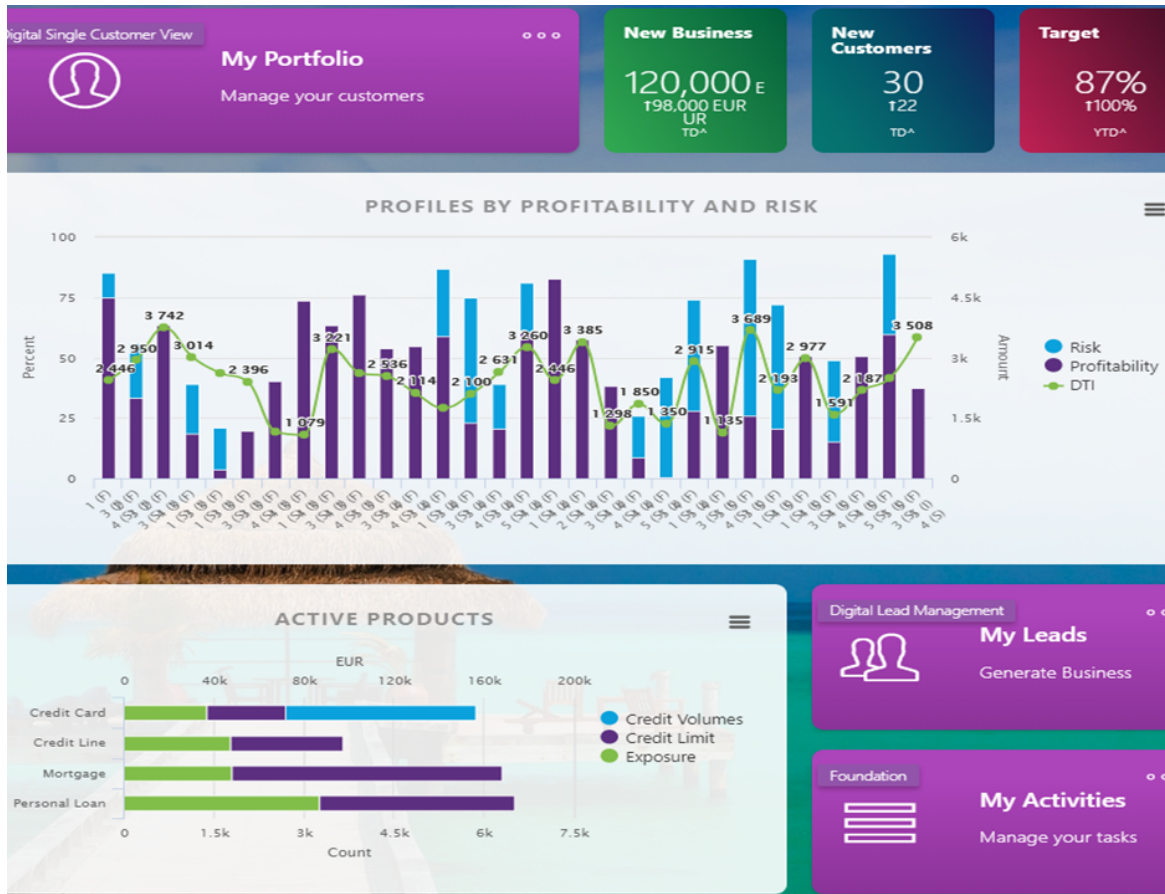 Digital Single Customer View
My Portfolio
Manage your customers
New Business
120,000 E
↑98,000 EUR
UR
TD^
New
Customers
30
↑22
TD^
Target
87%
↑100%
YTD^
PROFILES BY PROFITABILITY AND RISK
100
75
50
25
0
Percent
6k
4.5k
3k
1.5k
0
Amount
2 446
2 950
3 742
3 014
2 396
1 079
3 221
2 536
2 114
2 100
2 631
3 260
2 446
3 385
1 298
1 850
1 350
2 915
1 135
3 689
2 193
2 977
1 591
2 187
3 508
Risk
Profitability
DTI
1 (F)
4 (S)
ACTIVE PRODUCTS
EUR
0 40k 80k 120k 160k 200k
Credit Card
Credit Line
Mortgage
Personal Loan
0 1.5k 3k 4.5k 6k 7.5k
Count
Credit Volumes
Credit Limit
Exposure
Digital Lead Management
My Leads
Generate Business
Foundation
My Activities
Manage your tasks